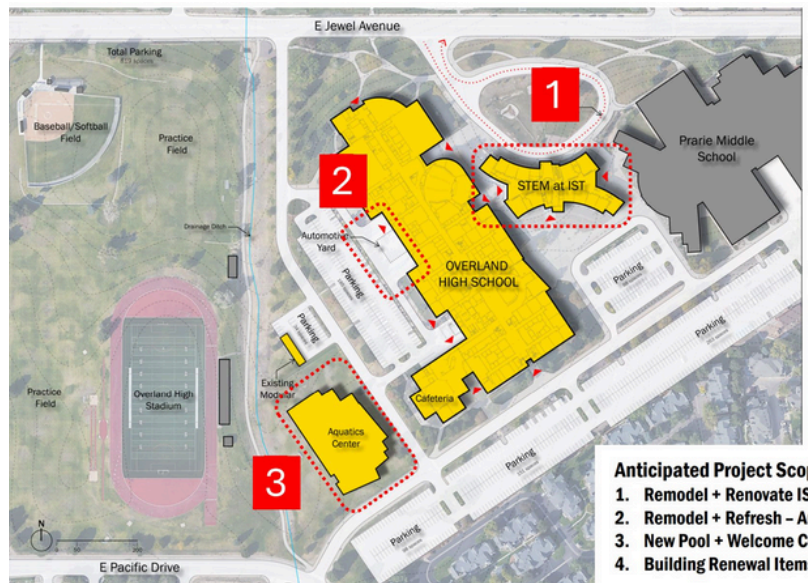 E Jewel Avenue
Total Parking
Baseball/Softball
Field
Practice
Field
1
Prarie Middle
School
STEM at IST
2
Drainage Ditch
Automotive
Yard
OVERLAND
HIGH SCHOOL
Parking
Parking
Parking
Parking
Existing
Modular
Practice
Field
Overland High
Stadium
Cafeteria
Aquatics
Center
3
Parking
Parking
N
E Pacific Drive
Anticipated Project Scop
1. Remodel + Renovate IS
2. Remodel + Refresh – A
3. New Pool + Welcome C
4. Building Renewal Item